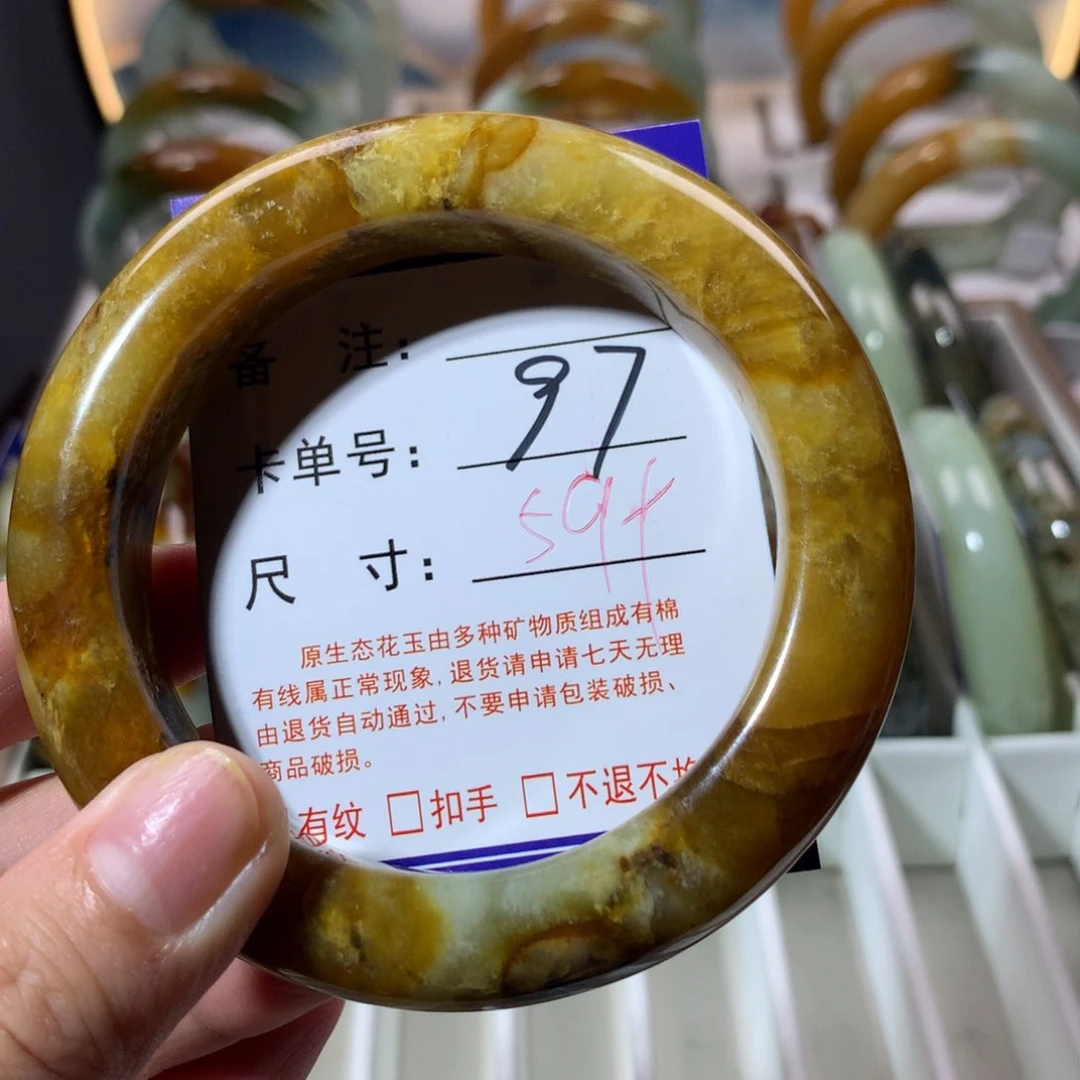 备 注：
卡单号：97
尺 寸：59+
原生态花玉由多种矿物质组成有棉
有线属正常现象,退货请申请七天无理
由退货自动通过,不要申请包装破损、
商品破损。
有纹 □扣手 □不退不